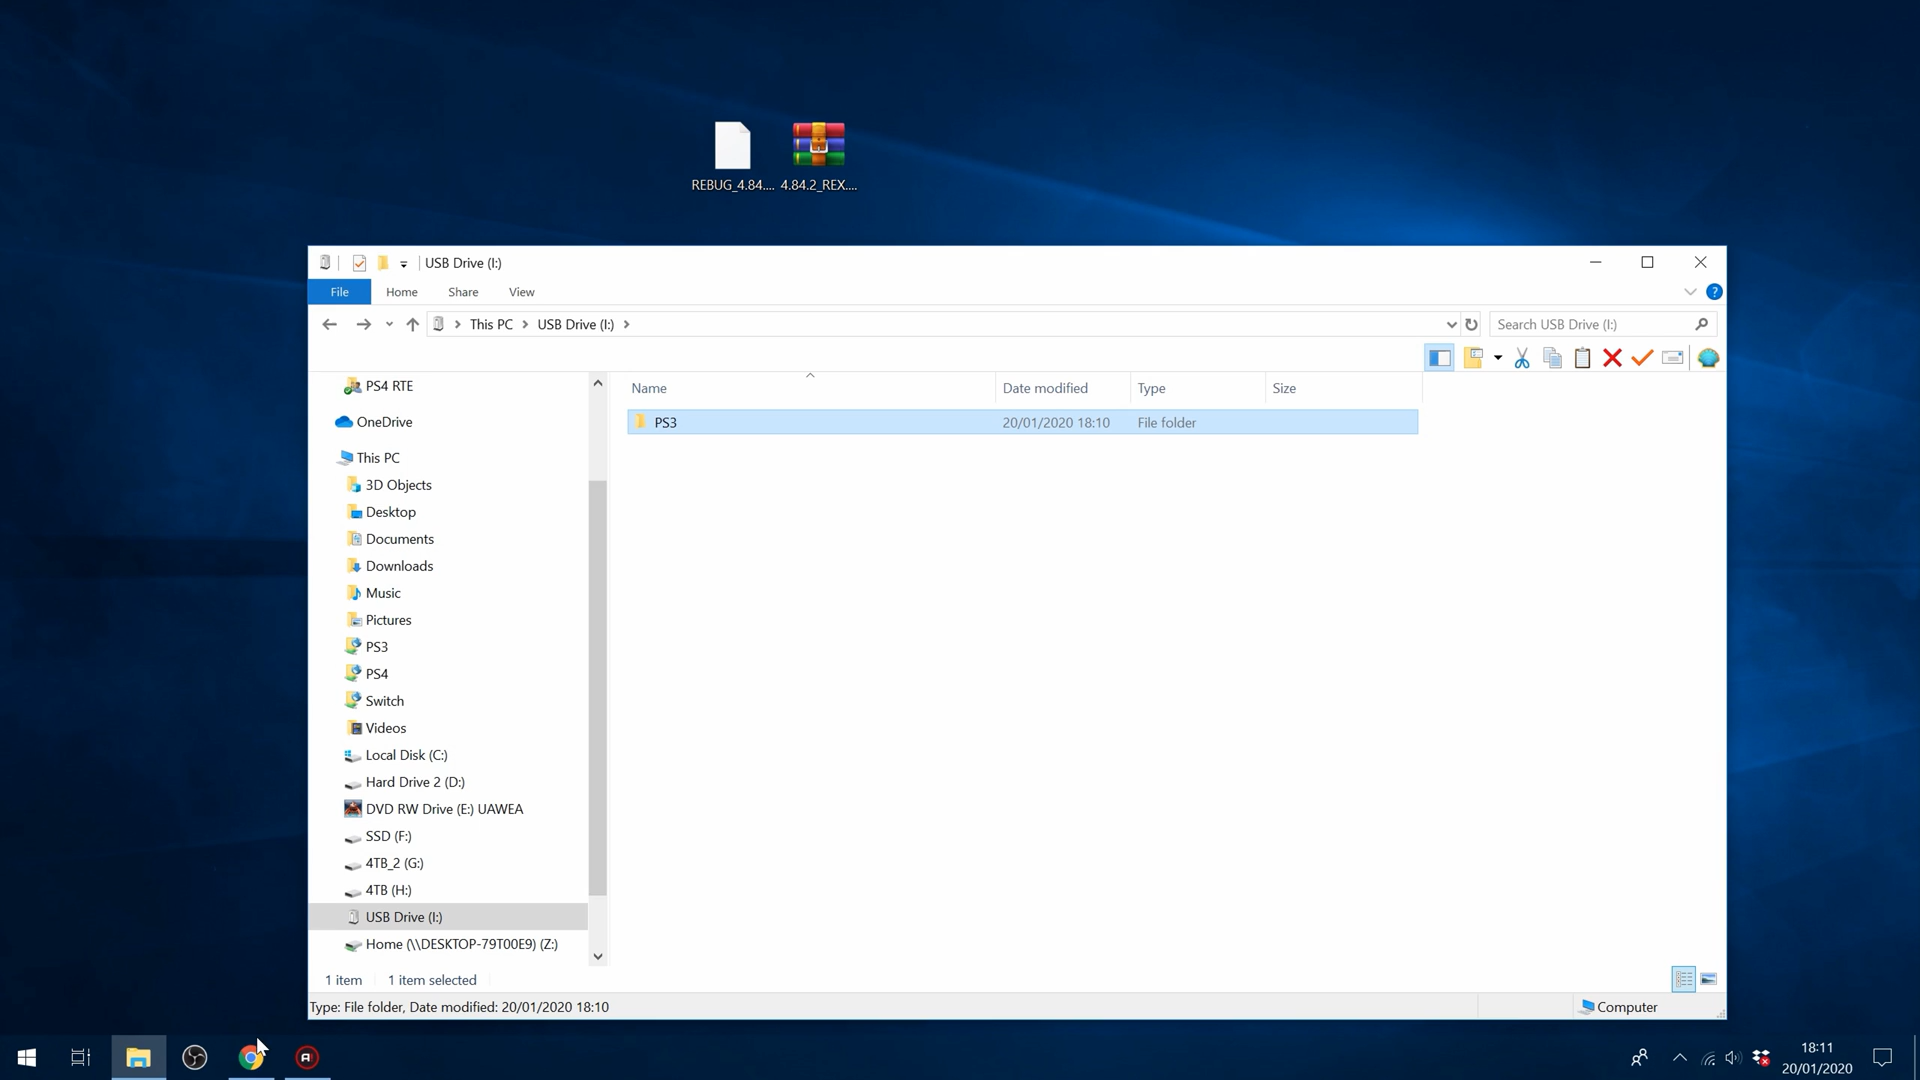 REBUG_4.84....
4.84.2_REX....
USB Drive (I:)
File
Home
Share
View
?
This PC
USB Drive (I:)
Search USB Drive (I:)
Name
Date modified
Type
Size
PS3
20/01/2020 18:10
File folder
PS4 RTE
OneDrive
This PC
3D Objects
Desktop
Documents
Downloads
Music
Pictures
PS3
PS4
Switch
Videos
Local Disk (C:)
Hard Drive 2 (D:)
DVD RW Drive (E:) UAWEA
SSD (F:)
4TB_2 (G:)
4TB (H:)
USB Drive (I:)
Home (\\DESKTOP-79T00E9) (Z:)
1 item
1 item selected
Type: File folder, Date modified: 20/01/2020 18:10
Computer
18:11
20/01/2020